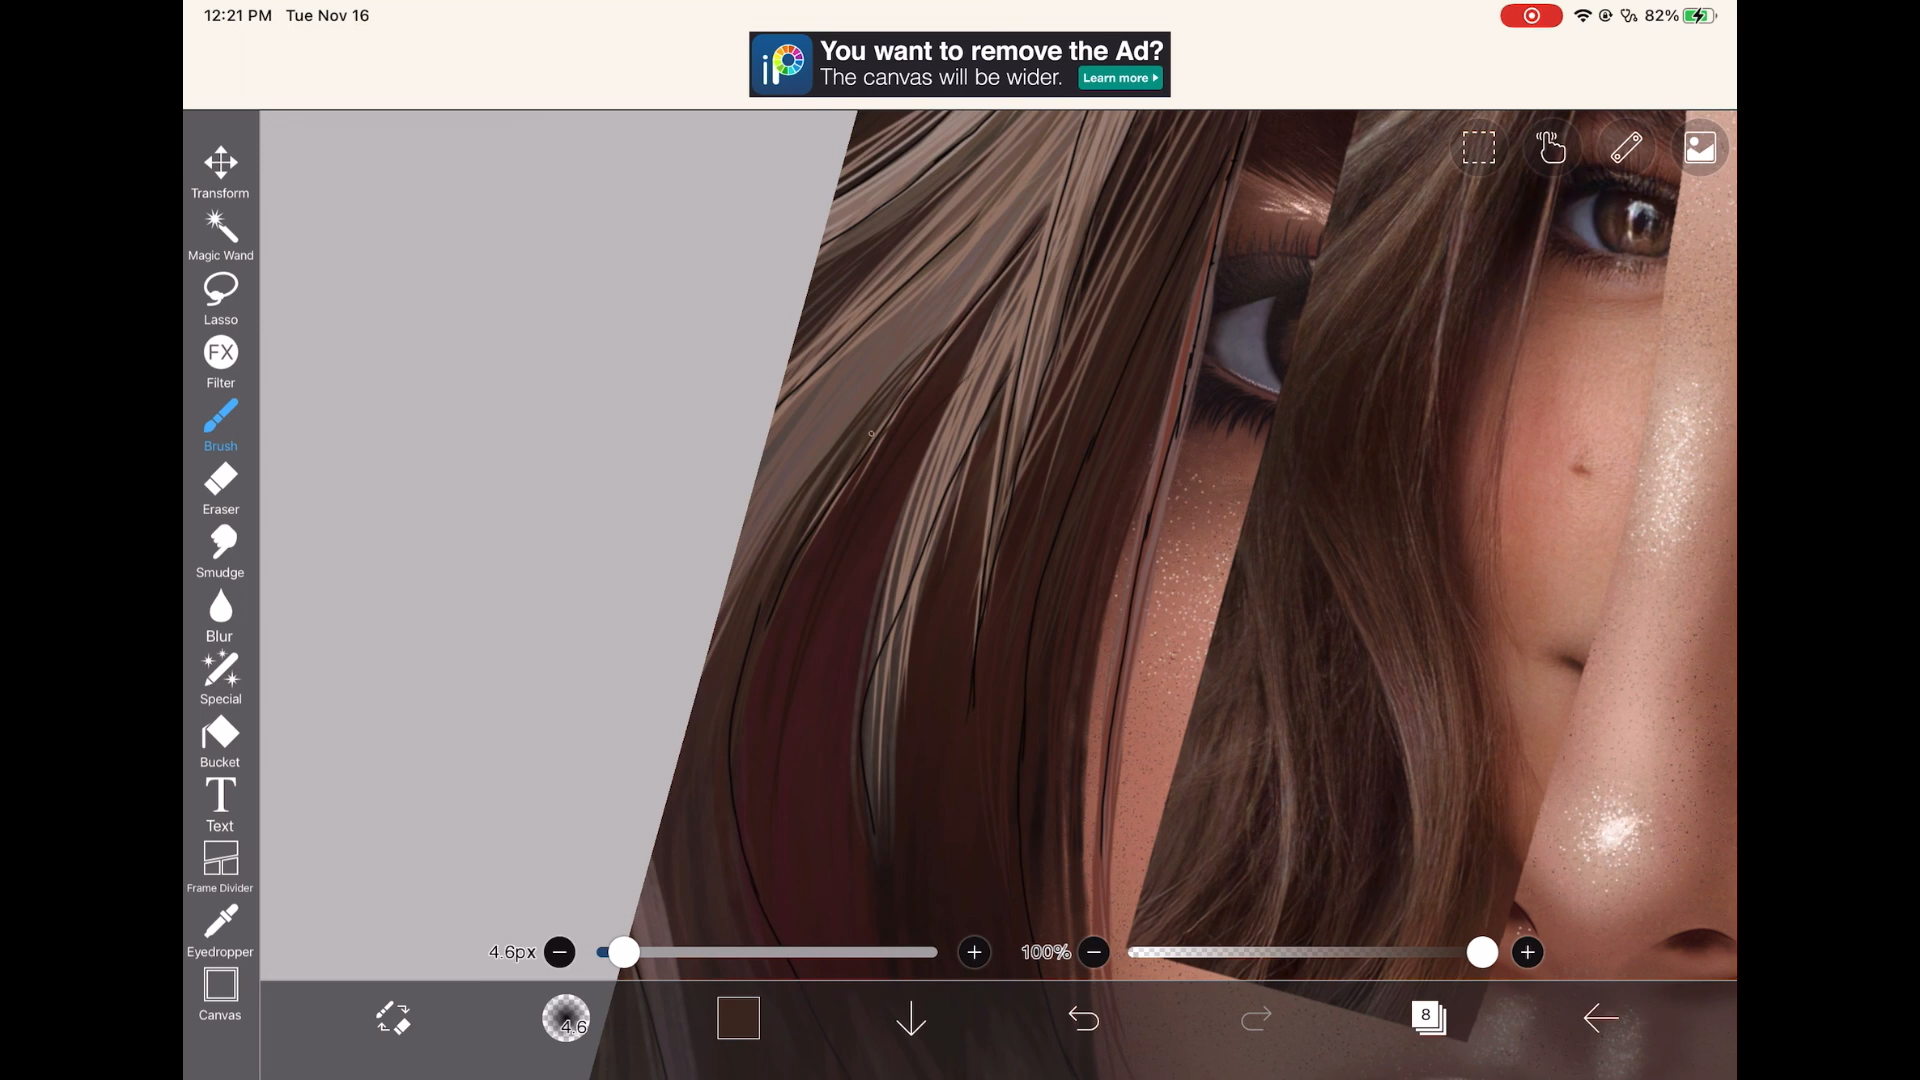 12:21 PM Tue Nov 16
82%
iP
You want to remove the Ad?
The canvas will be wider. Learn more
Transform
Magic Wand
Lasso
FX
Filter
Brush
Eraser
Smudge
Blur
Special
Bucket
T
Text
Frame Divider
Eyedropper
Canvas
4.6px
100%
4.6
8